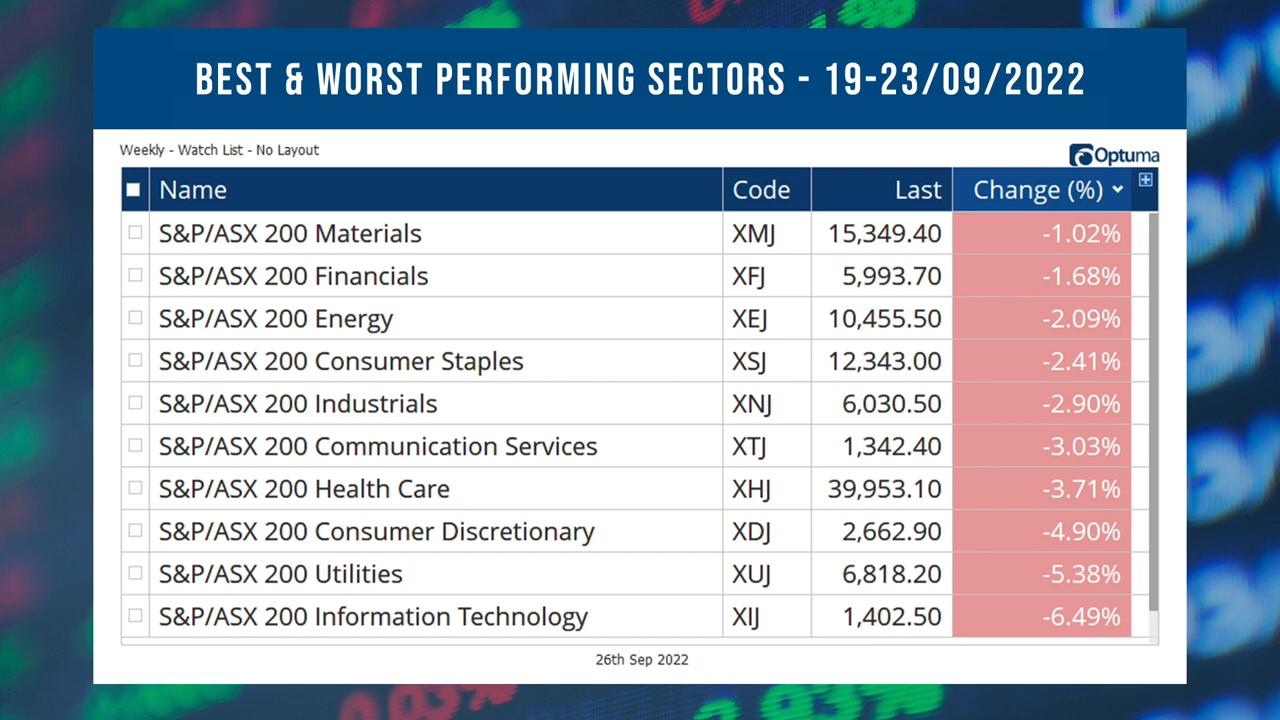 BEST & WORST PERFORMING SECTORS - 19-23/09/2022
Weekly - Watch List - No Layout
Optuma
Name Code Last Change (%)
S&P/ASX 200 Materials XMJ 15,349.40 -1.02%
S&P/ASX 200 Financials XFJ 5,993.70 -1.68%
S&P/ASX 200 Energy XEJ 10,455.50 -2.09%
S&P/ASX 200 Consumer Staples XSJ 12,343.00 -2.41%
S&P/ASX 200 Industrials XNJ 6,030.50 -2.90%
S&P/ASX 200 Communication Services XTJ 1,342.40 -3.03%
S&P/ASX 200 Health Care XHJ 39,953.10 -3.71%
S&P/ASX 200 Consumer Discretionary XDJ 2,662.90 -4.90%
S&P/ASX 200 Utilities XUJ 6,818.20 -5.38%
S&P/ASX 200 Information Technology XIJ 1,402.50 -6.49%
26th Sep 2022